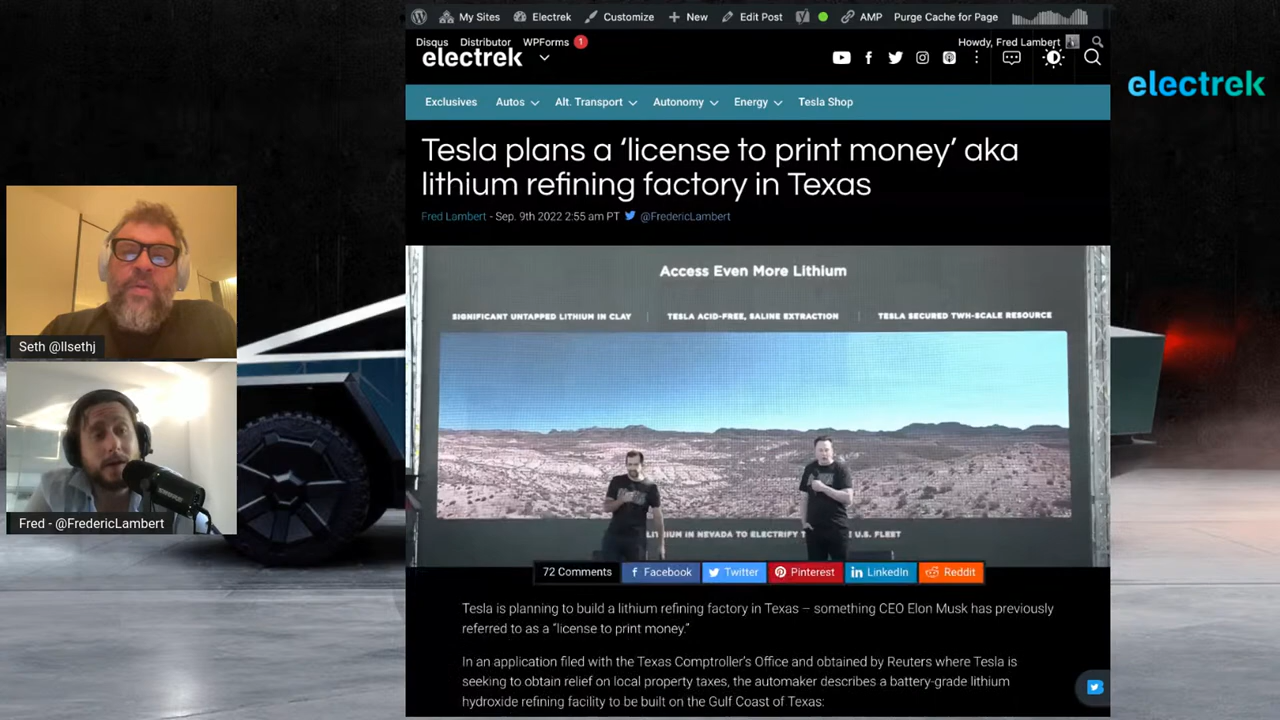 My Sites Electrek Customize New Edit Post AMP Purge Cache for Page
Disqus Distributor WPForms 1 Howdy, Fred Lambert
electrek
Exclusives Autos Alt. Transport Autonomy Energy Tesla Shop
electrek
Tesla plans a ‘license to print money’ aka
lithium refining factory in Texas
Fred Lambert - Sep. 9th 2022 2:55 am PT @FredericLambert
Access Even More Lithium
SIGNIFICANT UNTAPPED LITHIUM IN CLAY TESLA ACID-FREE, SALINE EXTRACTION TESLA SECURED TWH-SCALE RESOURCE
IN NEVADA TO ELECTRIFY U.S. FLEET
72 Comments Facebook Twitter Pinterest LinkedIn Reddit
Tesla is planning to build a lithium refining factory in Texas – something CEO Elon Musk has previously
referred to as a “license to print money.”
In an application filed with the Texas Comptroller’s Office and obtained by Reuters where Tesla is
seeking to obtain relief on local property taxes, the automaker describes a battery-grade lithium
hydroxide refining facility to be built on the Gulf Coast of Texas:
Seth @llsethj
Fred - @FredericLambert